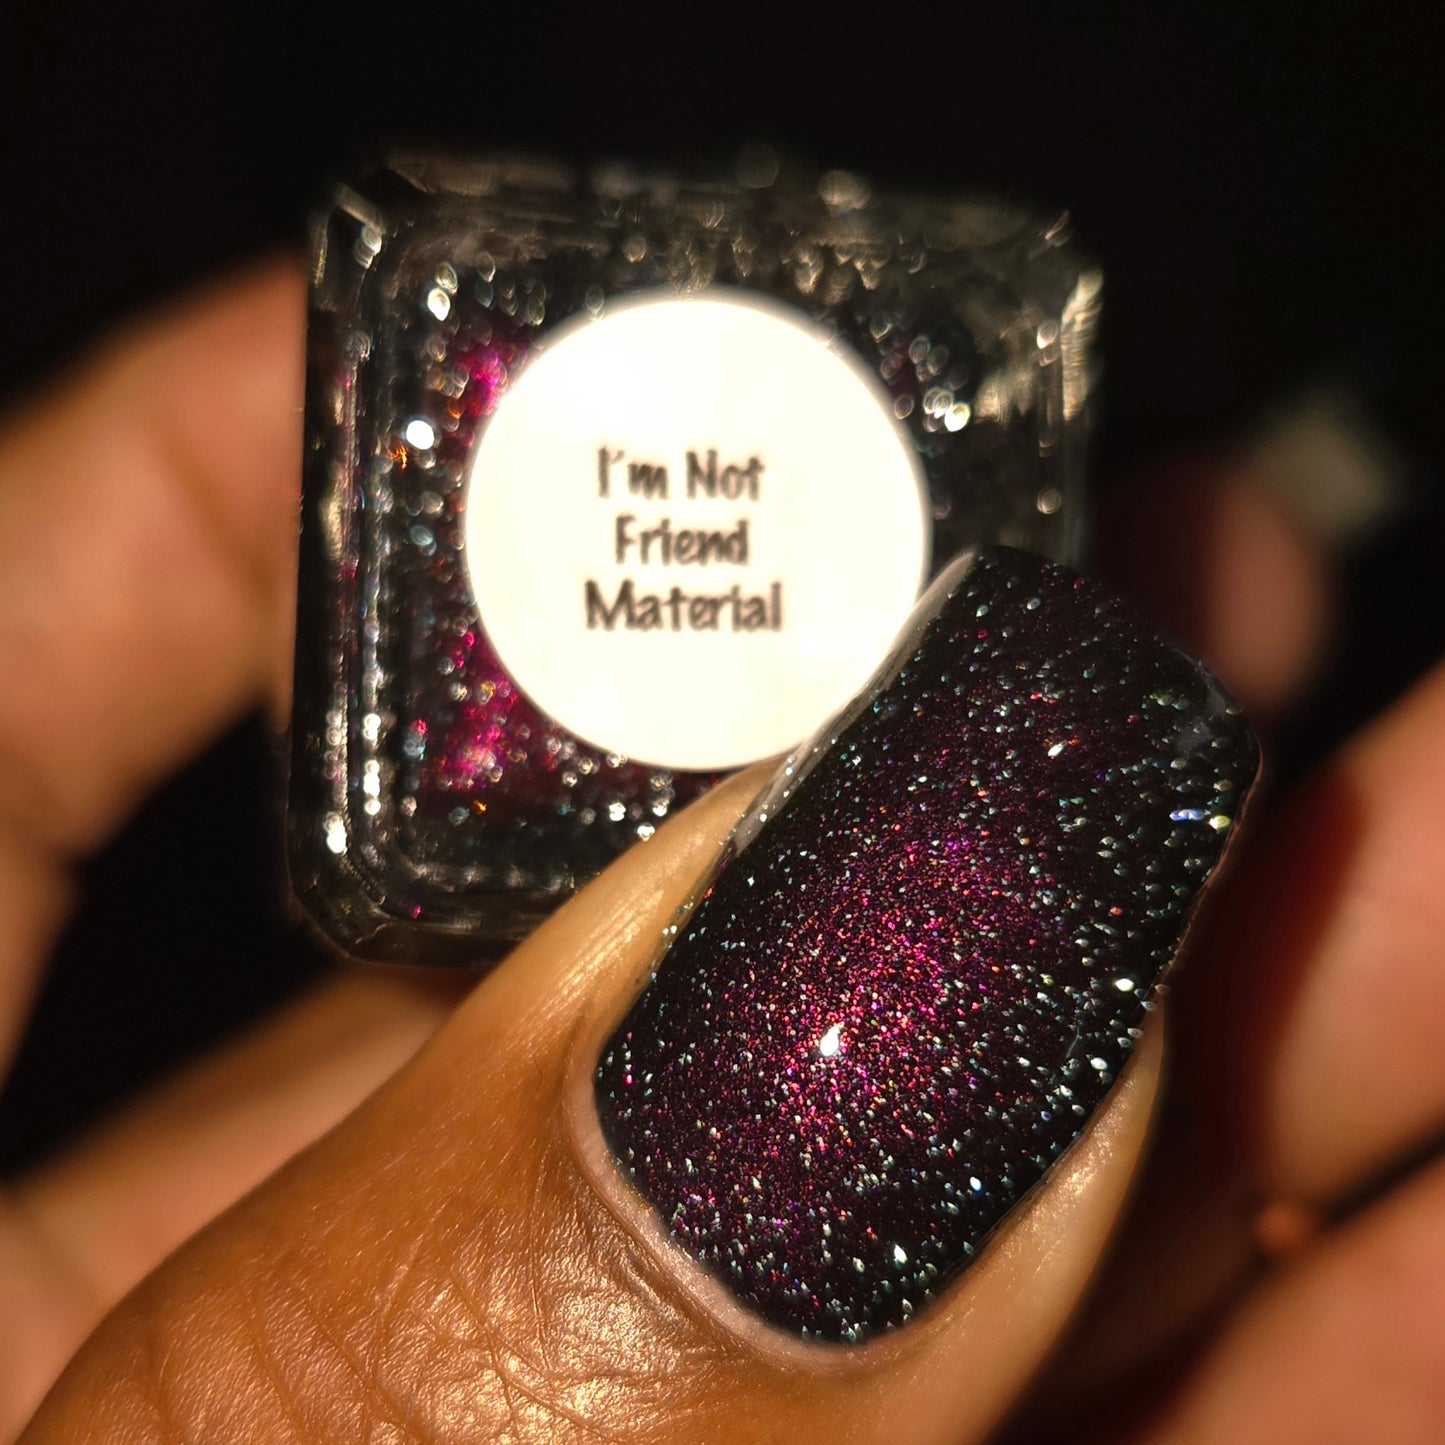 I'm Not
Friend
Material